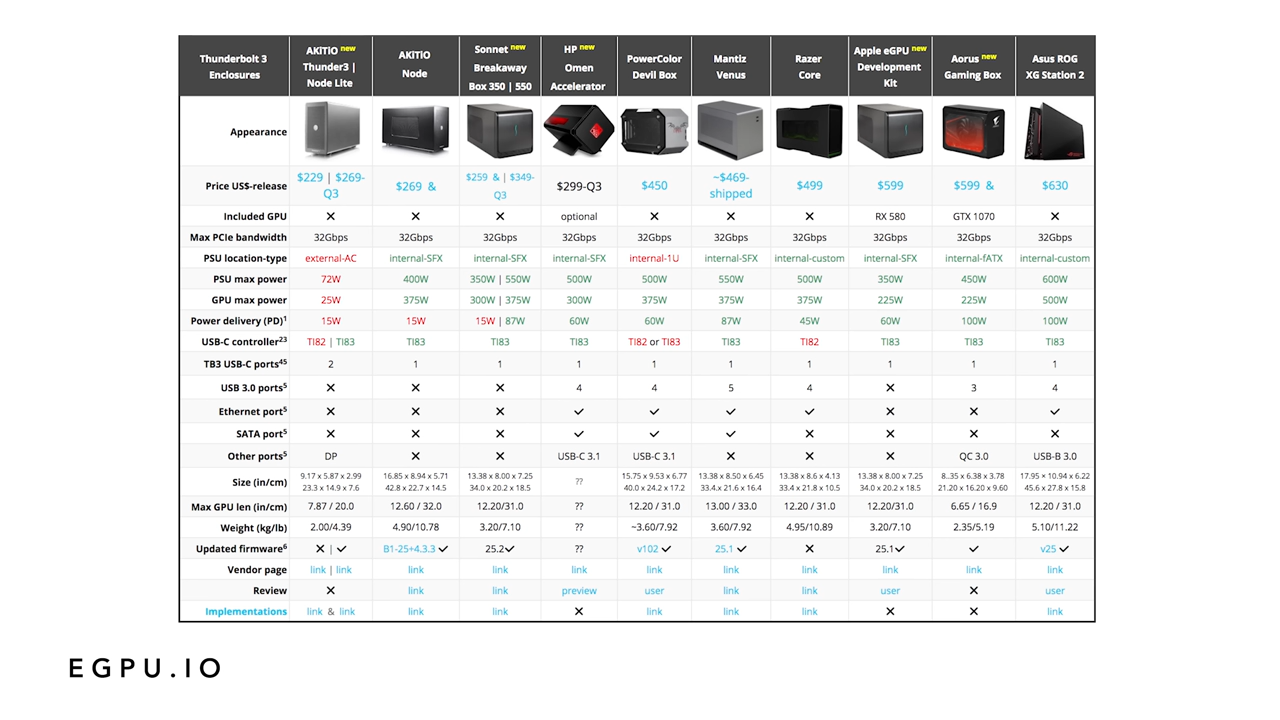 Thunderbolt 3 Enclosures | AKiTiO new Thunder3 | Node Lite | AKiTiO Node | Sonnet new Breakaway Box 350 | 550 | HP new Omen Accelerator | PowerColor Devil Box | Mantiz Venus | Razer Core | Apple eGPU new Development Kit | Aorus new Gaming Box | Asus ROG XG Station 2
Appearance
Price US$-release $229 | $269-Q3 $269 & $259 & | $349-Q3 $299-Q3 $450 ~$469-shipped $499 $599 $599 & $630
Included GPU ✕ ✕ ✕ optional ✕ ✕ ✕ RX 580 GTX 1070 ✕
Max PCIe bandwidth 32Gbps 32Gbps 32Gbps 32Gbps 32Gbps 32Gbps 32Gbps 32Gbps 32Gbps 32Gbps
PSU location-type external-AC internal-SFX internal-SFX internal-SFX external-1U internal-SFX internal-custom internal-SFX internal-fATX internal-custom
PSU max power 72W 400W 350W | 550W 500W 500W 550W 500W 350W 450W 600W
GPU max power 25W 375W 300W | 375W 300W 375W 375W 375W 225W 225W 500W
Power delivery (PD)¹ 15W 15W 15W | 87W 60W 60W 87W 45W 60W 100W 100W
USB-C controller²³ TI82 | TI83 TI83 TI83 TI83 TI82 or TI83 TI83 TI82 TI83 TI83 TI83
TB3 USB-C ports⁴⁵ 2 1 1 1 1 1 1 1 1 1
USB 3.0 ports⁵ ✕ ✕ ✕ 4 4 5 4 ✕ 3 4
Ethernet port⁵ ✕ ✕ ✕ ✓ ✓ ✓ ✓ ✕ ✕ ✓
SATA port⁵ ✕ ✕ ✕ ✓ ✓ ✓ ✕ ✕ ✕ ✕
Other ports⁵ DP ✕ ✕ USB-C 3.1 USB-C 3.1 ✕ ✕ ✕ QC 3.0 USB-B 3.0
Size (in/cm) 9.17 x 5.87 x 2.99 16.85 x 8.94 x 5.71 13.38 x 8.00 x 7.25 ?? 15.75 x 9.53 x 6.77 13.38 x 8.50 x 6.45 13.38 x 8.6 x 4.13 13.38 x 8.00 x 7.25 8..35 x 6.38 x 3.78 17.95 x 10.94 x 6.22
23.3 x 14.9 x 7.6 42.8 x 22.7 x 14.5 34.0 x 20.2 x 18.5 40.0 x 24.2 x 17.2 33.4.x 21.6 x 16.4 33.4 x 21.8 x 10.5 34.0 x 20.2 x 18.5 21.20 x 16.20 x 9.60 45.6 x 27.8 x 15.8
Max GPU len (in/cm) 7.87 / 20.0 12.60 / 32.0 12.20/31.0 ?? 12.20 / 31.0 13.00 / 33.0 12.20 / 31.0 12.20/31.0 6.65 / 16.9 12.20 / 31.0
Weight (kg/lb) 2.00/4.39 4.90/10.78 3.20/7.10 ?? ~3.60/7.92 3.60/7.92 4.95/10.89 3.20/7.10 2.35/5.19 5.10/11.22
Updated firmware⁶ ✕ | ✓ B1-25+4.3.3 ✓ 25.2✓ ?? v102 ✓ 25.1 ✓ ✕ 25.1✓ ✓ v25 ✓
Vendor page link | link link link link link link link link link link
Review ✕ link link preview user link link user ✕ user
Implementations link & link link link ✕ link link link ✕ ✕ link
EGPU.IO